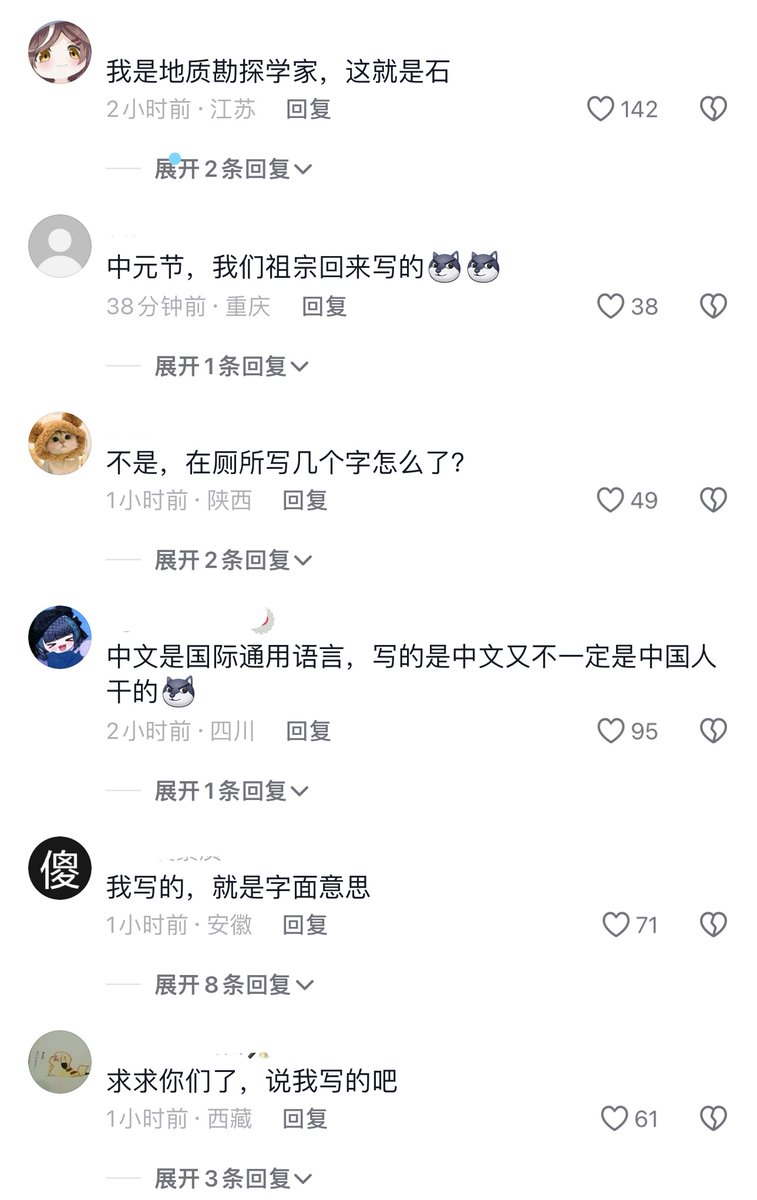 我是地质勘探学家，这就是石
2小时前·江苏 回复 142
展开2条回复
中元节，我们祖宗回来写的
38分钟前·重庆 回复 38
展开1条回复
不是，在厕所写几个字怎么了？
1小时前·陕西 回复 49
展开2条回复
中文是国际通用语言，写的是中文又不一定是中国人
干的
2小时前·四川 回复 95
展开1条回复
傻
我写的，就是字面意思
1小时前·安徽 回复 71
展开8条回复
求求你们了，说我写的吧
1小时前·西藏 回复 61
展开3条回复